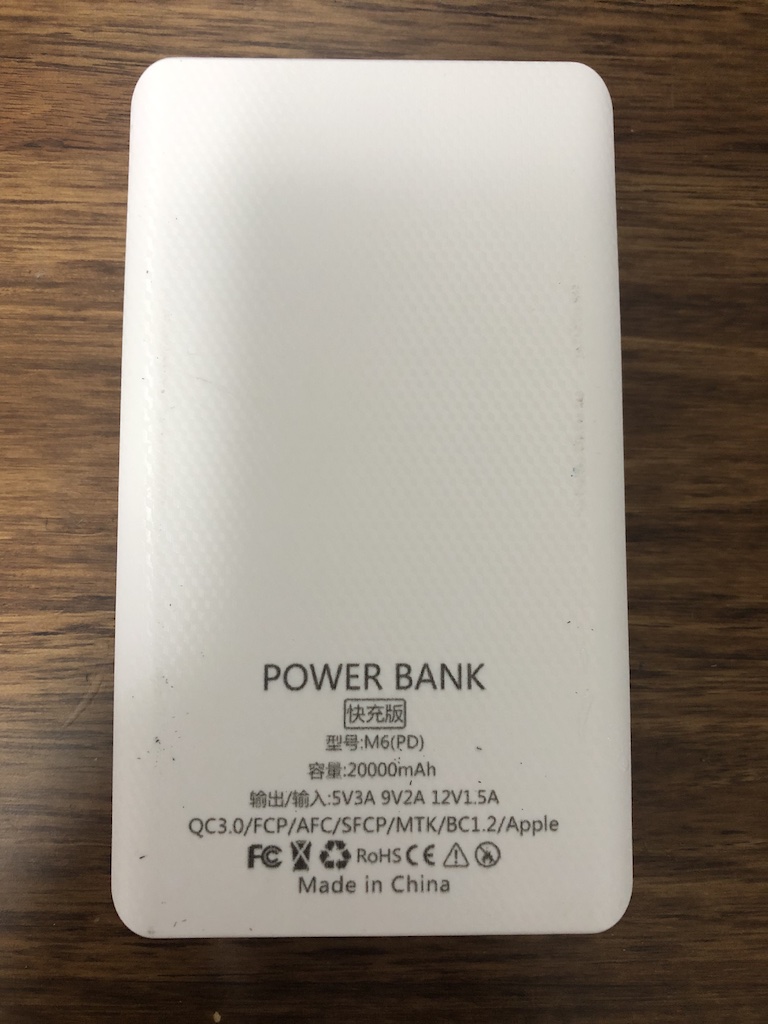 POWER BANK
快充版
型号:M6(PD)
容量:20000mAh
输出/输入:5V3A 9V2A 12V1.5A
QC3.0/FCP/AFC/SFCP/MTK/BC1.2/Apple
FC RoHS CE
Made in China